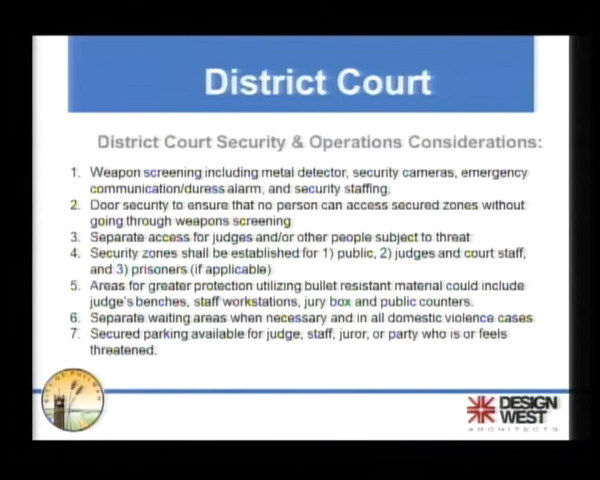 District Court
District Court Security & Operations Considerations:
1. Weapon screening including metal detector, security cameras, emergency
communication/duress alarm, and security staffing.
2. Door security to ensure that no person can access secured zones without
going through weapons screening
3. Separate access for judges and/or other people subject to threat
4. Security zones shall be established for 1) public, 2) judges and court staff,
and 3) prisoners (if applicable)
5. Areas for greater protection utilizing bullet resistant material could include
judge's benches, staff workstations, jury box and public counters.
6. Separate waiting areas when necessary and in all domestic violence cases
7. Secured parking available for judge, staff, juror, or party who is or feels
threatened.
CITY OF PULLMAN
DESIGN
WEST
ARCHITECTS